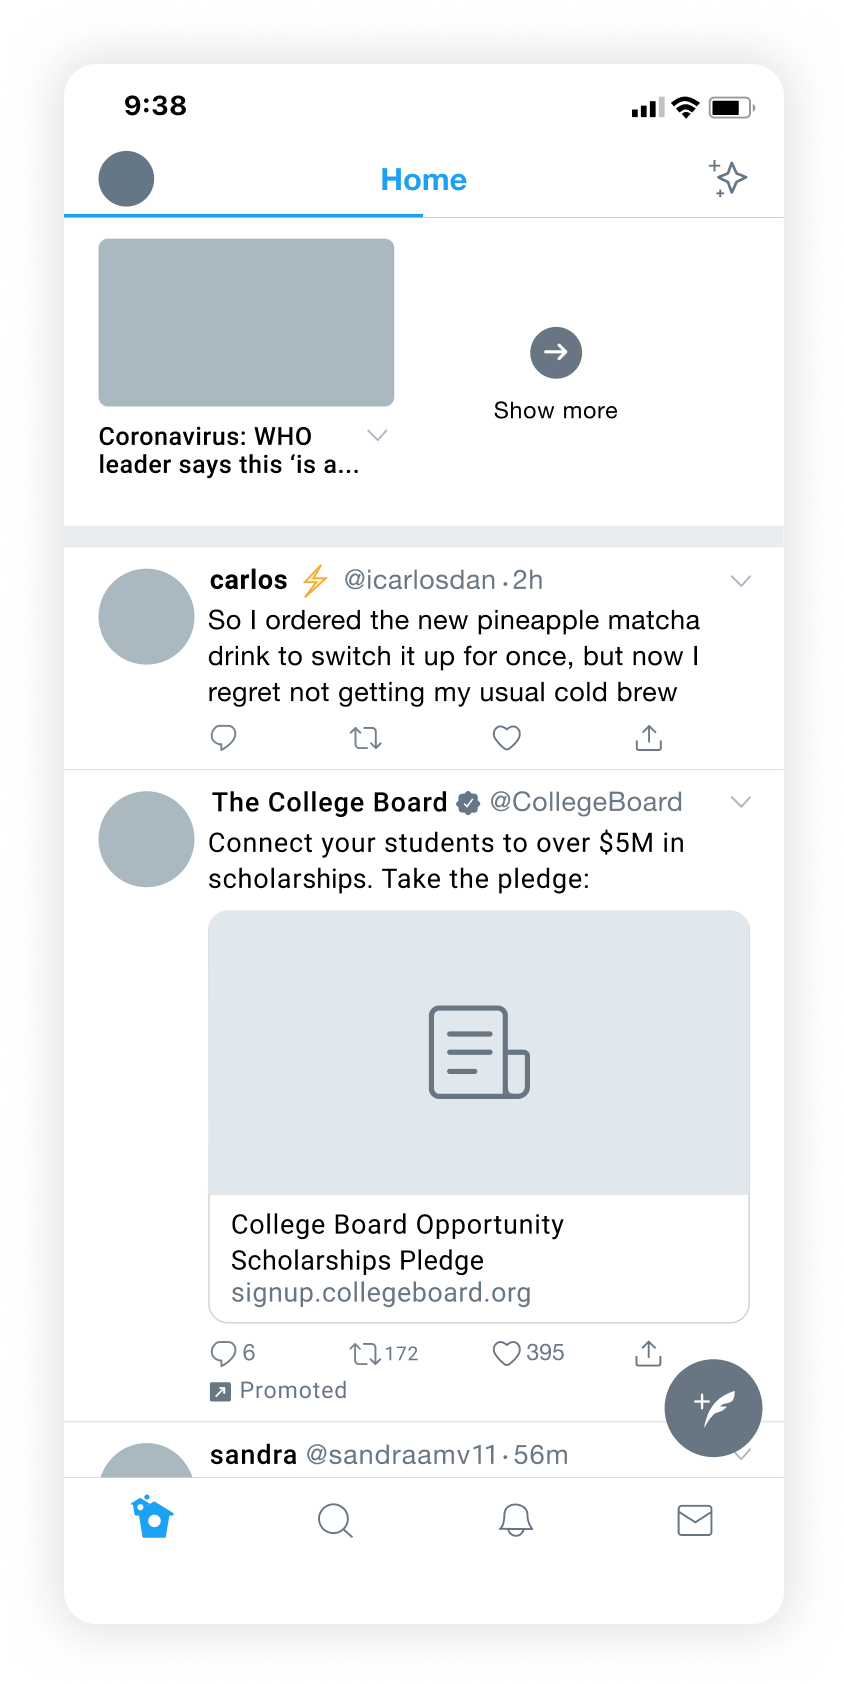 9:38
Home
Coronavirus: WHO
leader says this ‘is a...
Show more
carlos ⚡ @icarlosdan · 2h
So I ordered the new pineapple matcha
drink to switch it up for once, but now I
regret not getting my usual cold brew
The College Board @CollegeBoard
Connect your students to over $5M in
scholarships. Take the pledge:
College Board Opportunity
Scholarships Pledge
signup.collegeboard.org
6 172 395
Promoted
sandra @sandraamv11 · 56m